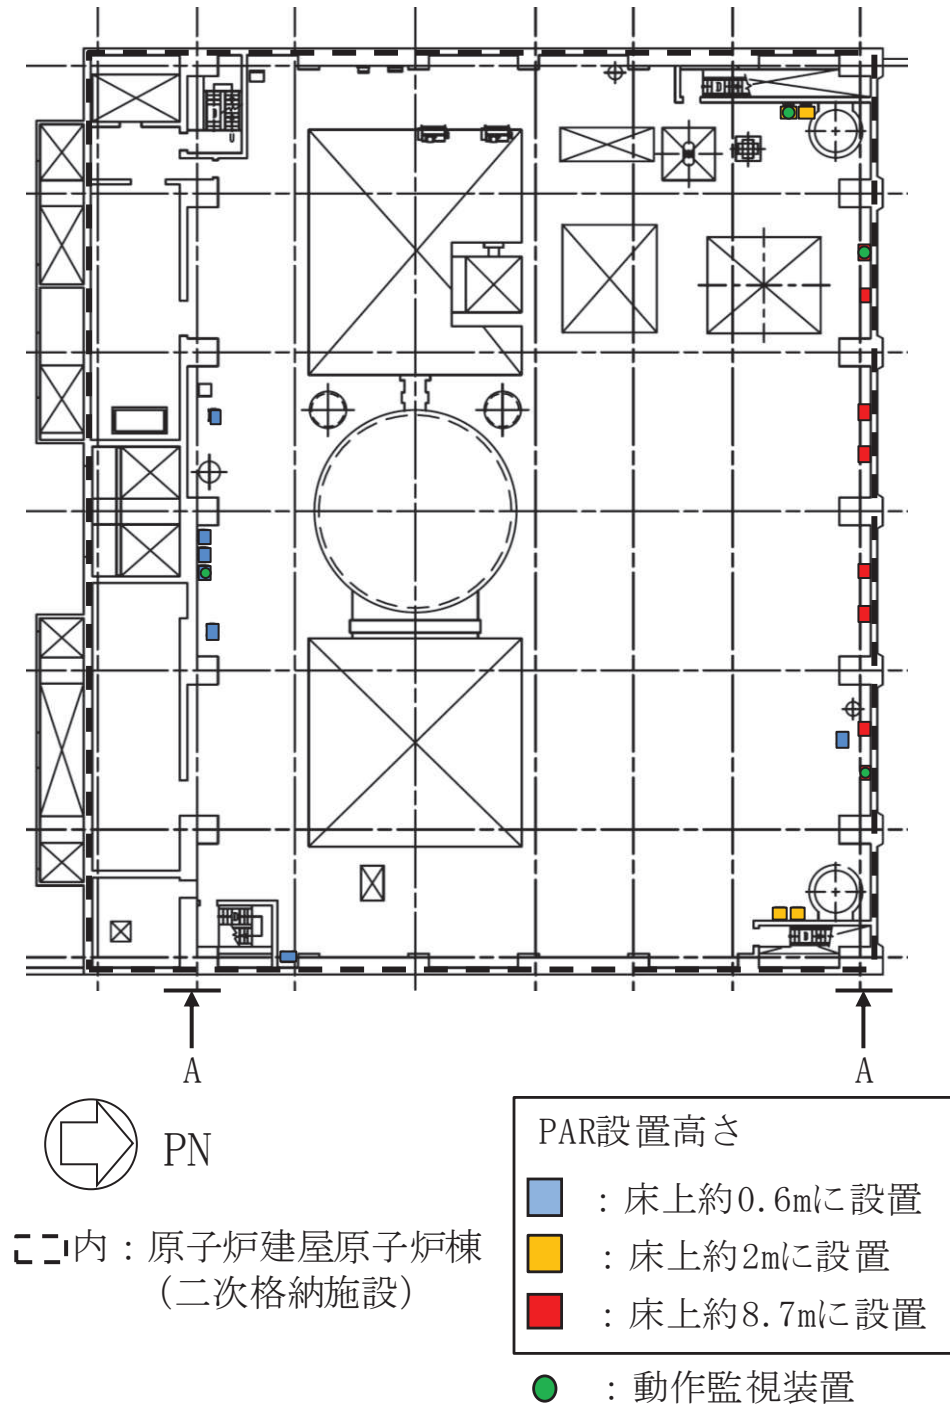 A
A
PN
内：原子炉建屋原子炉棟
（二次格納施設）
PAR設置高さ
：床上約0.6mに設置
：床上約2mに設置
：床上約8.7mに設置
：動作監視装置